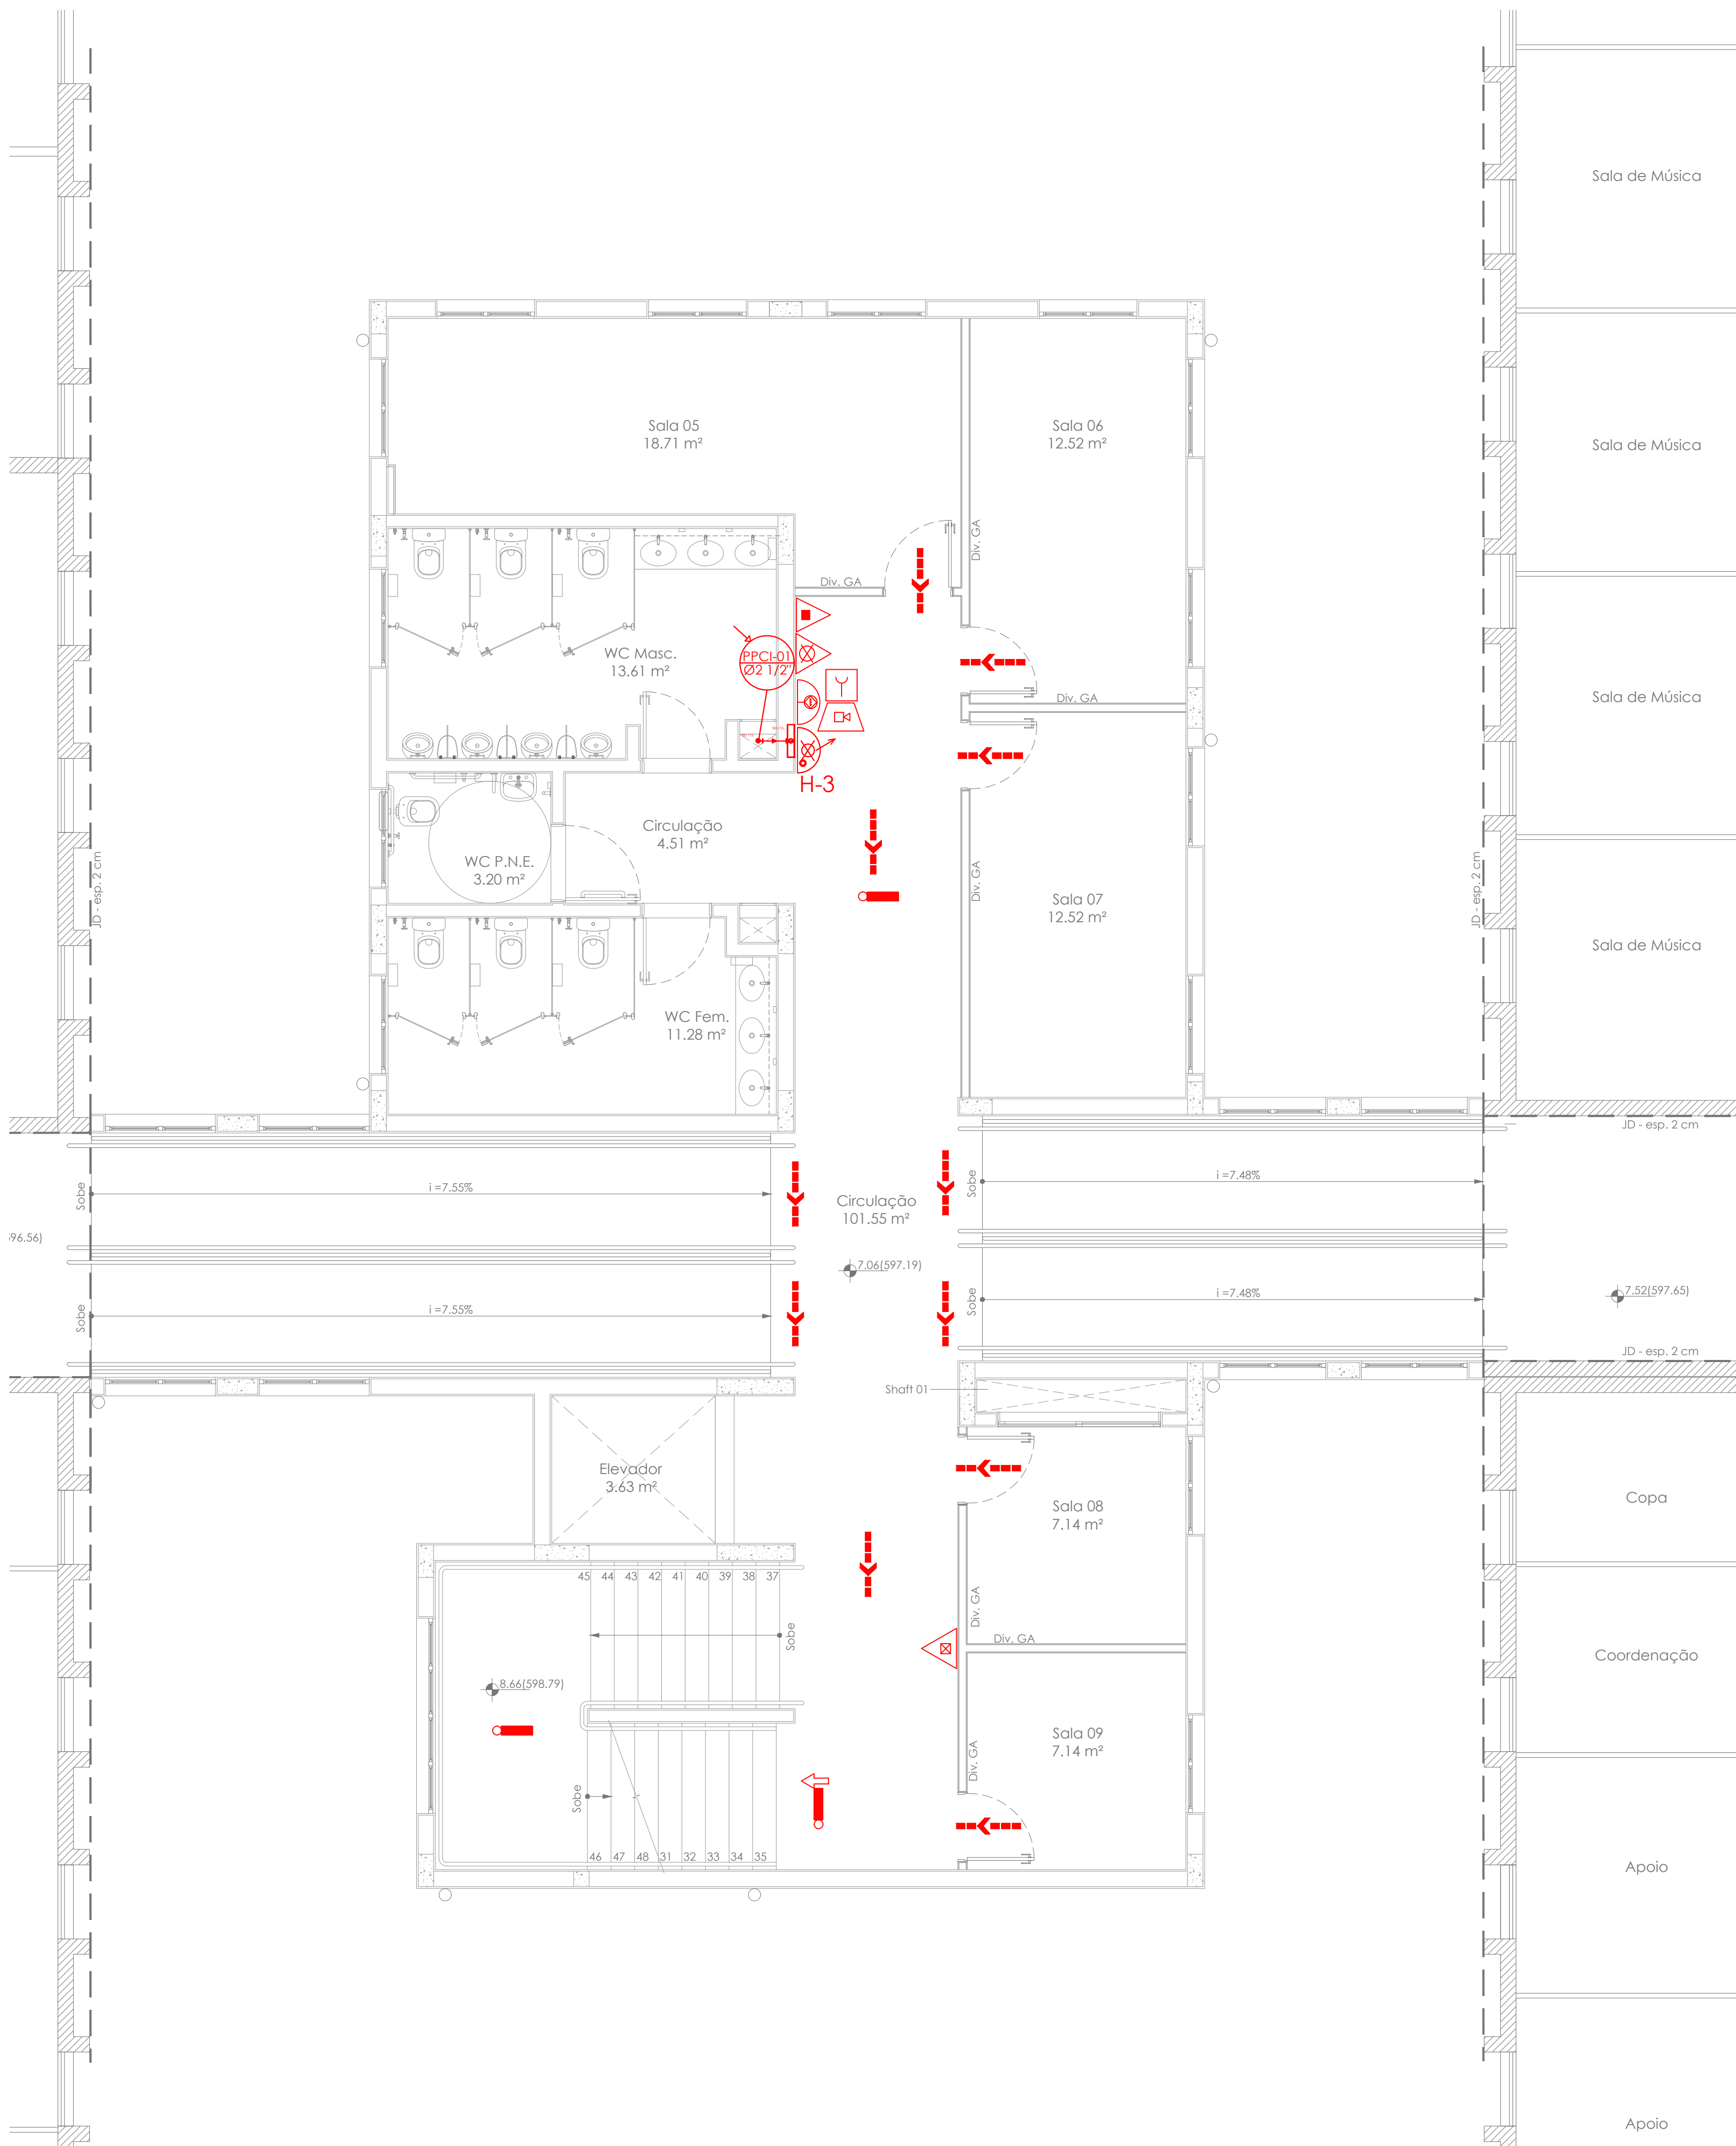 Sala de Música
Sala 05
18.71 m²
Sala 06
12.52 m²
Sala de Música
Div. GA
Div. GA
WC Masc.
13.61 m²
PPCI-01
Ø2 1/2"
Div. GA
Sala de Música
H-3
Circulação
4.51 m²
WC P.N.E.
3.20 m²
JD - esp. 2 cm
Div. GA
Sala 07
12.52 m²
JD - esp. 2 cm
Sala de Música
WC Fem.
11.28 m²
JD - esp. 2 cm
Sobe
i =7.55%
Circulação
101.55 m²
Sobe
i =7.48%
96.56)
7.06(597.19)
Sobe
i =7.55%
Sobe
i =7.48%
7.52(597.65)
JD - esp. 2 cm
Shaft 01
Elevador
3.63 m²
Sala 08
7.14 m²
Copa
45 44 43 42 41 40 39 38 37
Sobe
Div. GA
Div. GA
Coordenação
8.66(598.79)
Sala 09
7.14 m²
Div. GA
Sobe
46 47 48 31 32 33 34 35
Apoio
Apoio